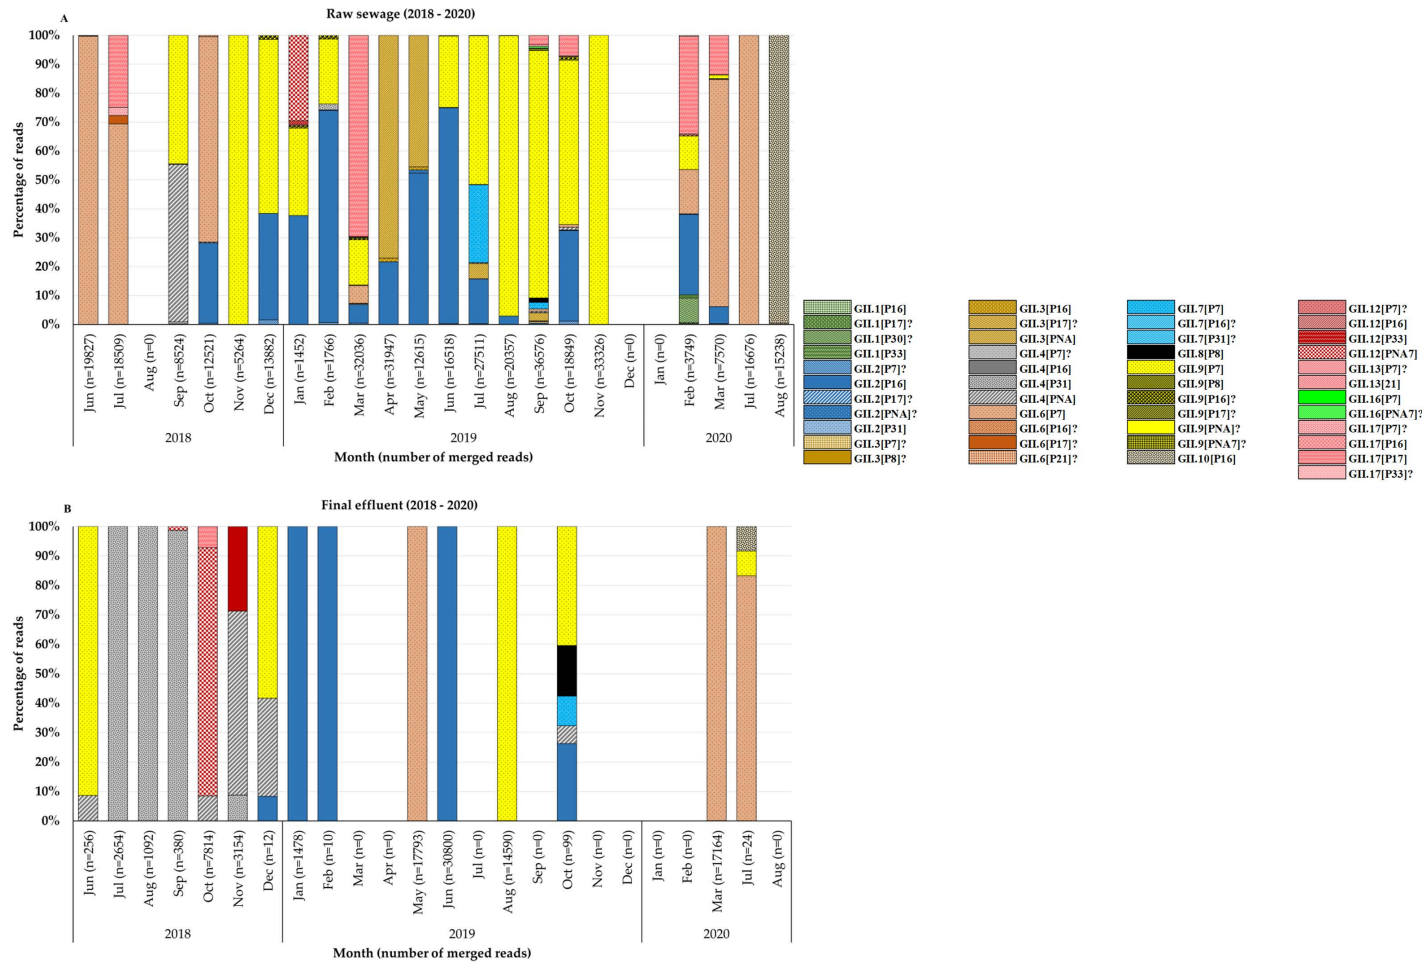 A
Raw sewage (2018 - 2020)
Percentage of reads
100%
90%
80%
70%
60%
50%
40%
30%
20%
10%
0%
Jun (n=19827)
Jul (n=18509)
Aug (n=0)
Sep (n=8524)
Oct (n=12521)
Nov (n=5264)
Dec (n=13882)
Jan (n=11452)
Feb (n=1766)
Mar (n=32036)
Apr (n=31947)
May (n=12615)
Jun (n=16518)
Jul (n=27511)
Aug (n=20357)
Sep (n=36576)
Oct (n=18849)
Nov (n=33326)
Dec (n=0)
Jan (n=0)
Feb (n=3749)
Mar (n=7570)
Jul (n=16676)
Aug (n=15238)
2018
2019
2020
Month (number of merged reads)
GII.1[P16]
GII.1[P17]?
GII.1[P30]?
GII.1[P33]
GII.2[P7]?
GII.2[P16]
GII.2[P17]?
GII.2[PNA]?
GII.2[P31]
GII.3[P7]?
GII.3[P8]?
GII.3[P16]
GII.3[P17]?
GII.3[PNA]
GII.4[P7]?
GII.4[P16]
GII.4[P31]
GII.4[PNA]
GII.6[P7]
GII.6[P16]?
GII.6[P17]?
GII.6[P21]?
GII.7[P7]
GII.7[P16]?
GII.7[P31]?
GII.8[P8]
GII.9[P7]
GII.9[P8]
GII.9[P16]?
GII.9[P17]?
GII.9[PNA]?
GII.9[PNA7]?
GII.10[P16]
GII.12[P7]?
GII.12[P16]
GII.12[P33]
GII.12[PNA7]
GII.13[P7]?
GII.13[21]
GII.16[P7]
GII.16[PNA7]?
GII.17[P7]?
GII.17[P16]
GII.17[P17]
GII.17[P33]?
B
Final effluent (2018 - 2020)
Percentage of reads
100%
90%
80%
70%
60%
50%
40%
30%
20%
10%
0%
Jun (n=256)
Jul (n=2654)
Aug (n=1092)
Sep (n=380)
Oct (n=7814)
Nov (n=3154)
Dec (n=12)
Jan (n=1478)
Feb (n=10)
Mar (n=0)
Apr (n=0)
May (n=17793)
Jun (n=30800)
Jul (n=0)
Aug (n=14590)
Sep (n=0)
Oct (n=99)
Nov (n=0)
Dec (n=0)
Jan (n=0)
Feb (n=0)
Mar (n=17164)
Jul (n=24)
Aug (n=0)
2018
2019
2020
Month (number of merged reads)